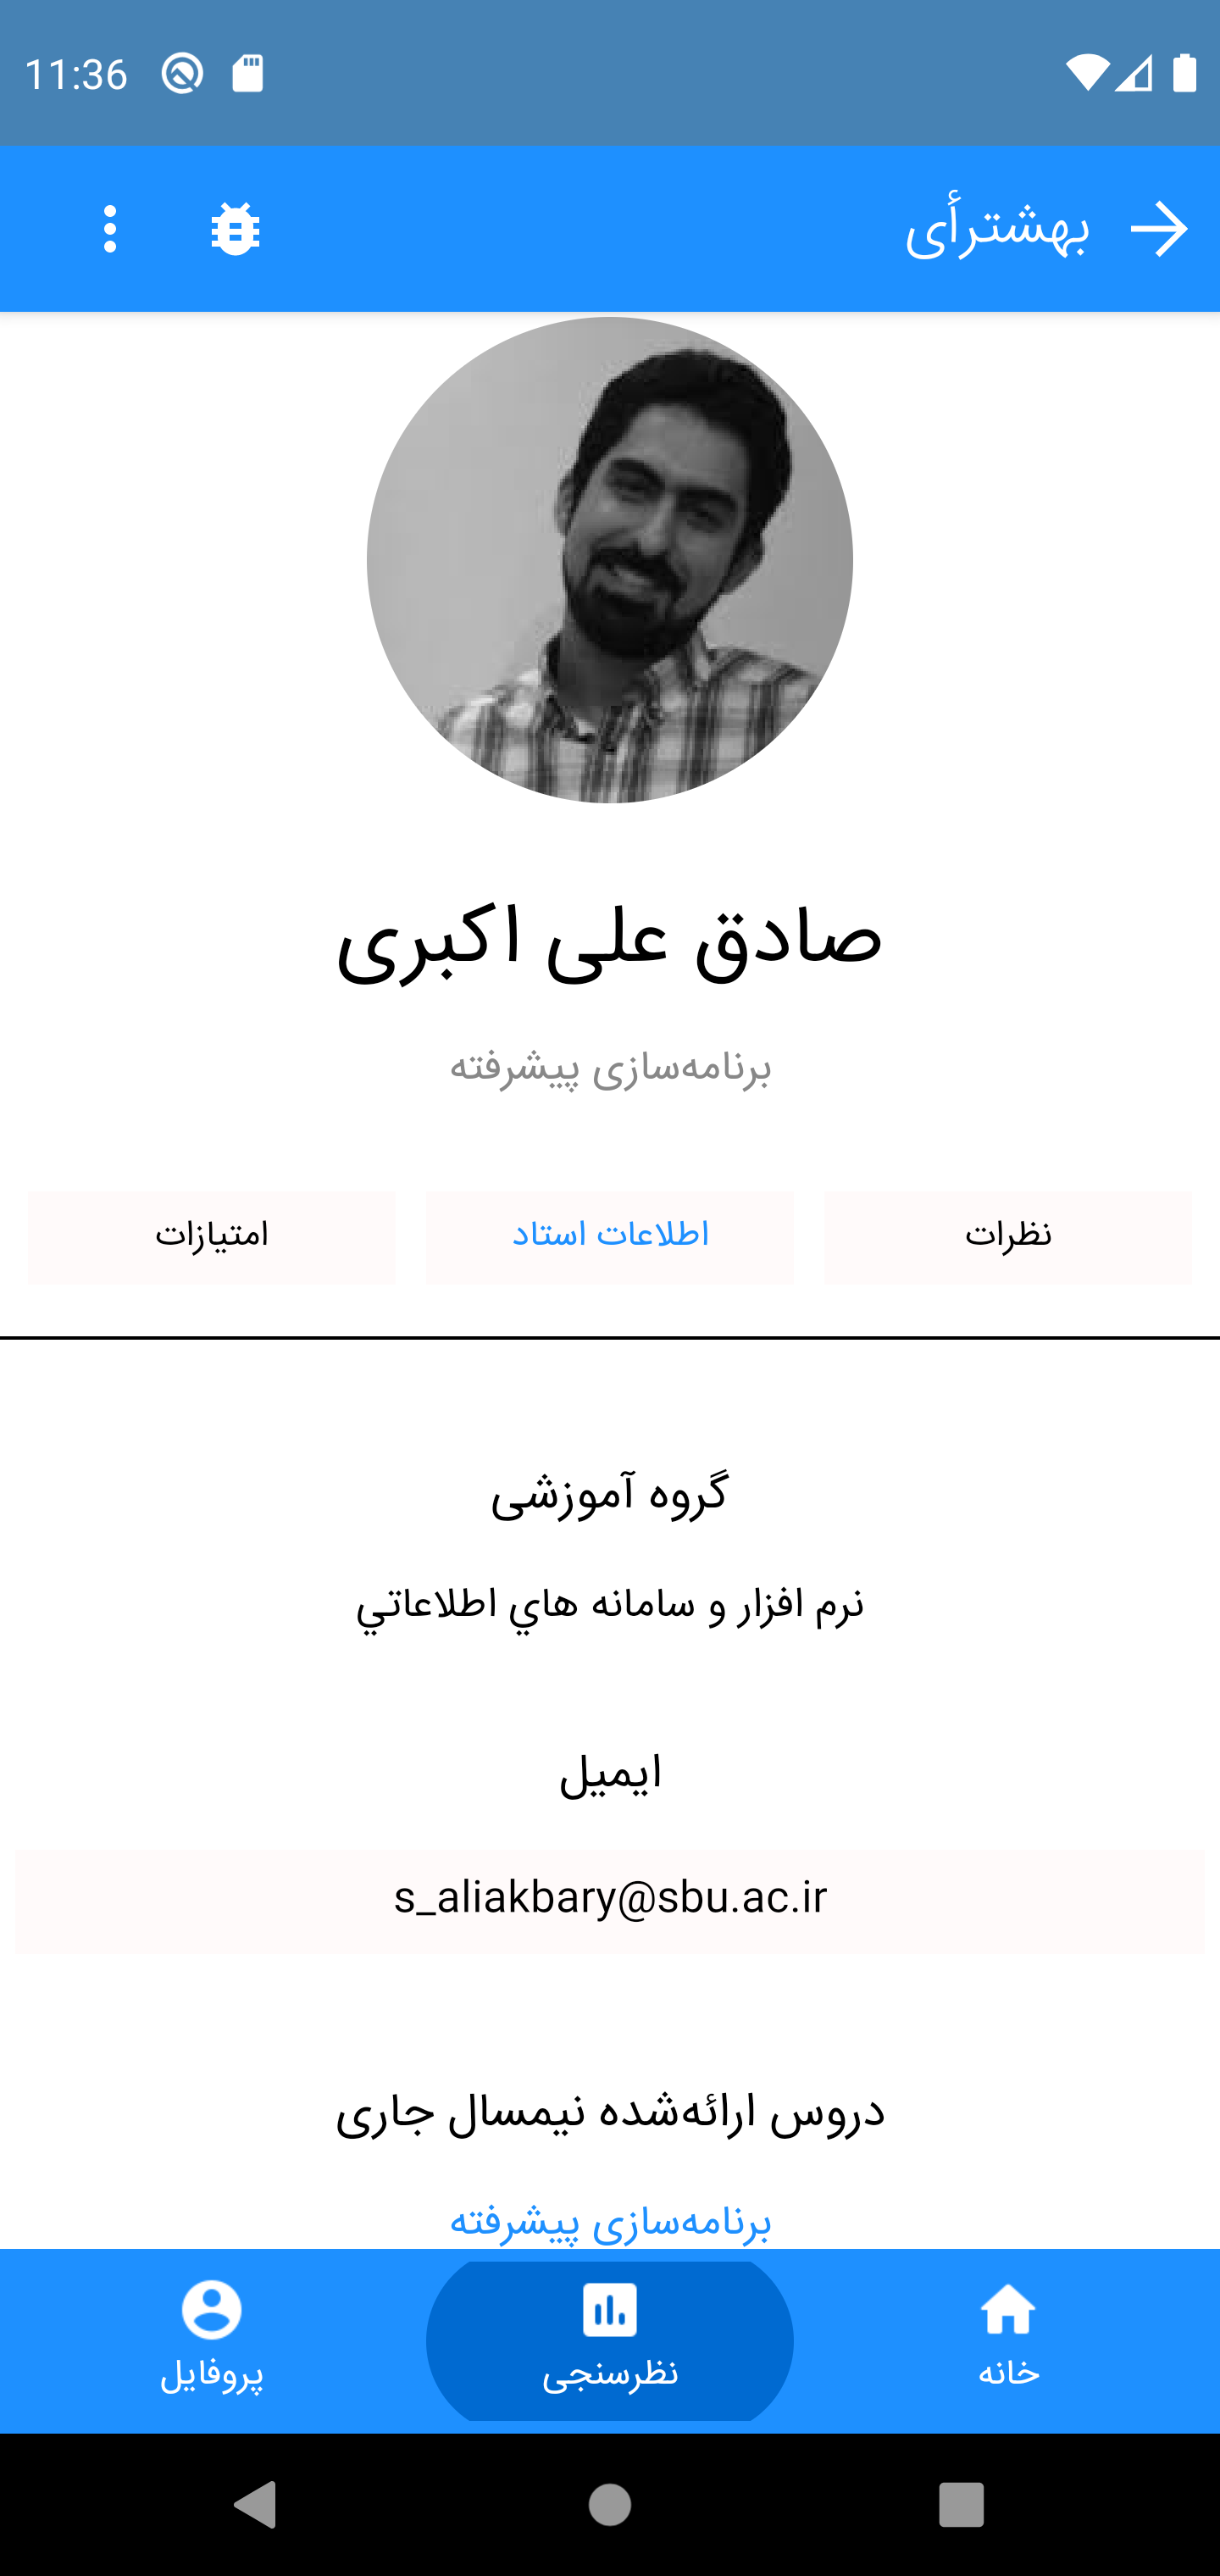 11:36
بهشترأی
صادق علی اکبری
برنامه‌سازی پیشرفته
نظرات
اطلاعات استاد
امتیازات
گروه آموزشی
نرم افزار و سامانه هاي اطلاعاتي
ایمیل
s_aliakbary@sbu.ac.ir
دروس ارائه‌شده نیمسال جاری
برنامه‌سازی پیشرفته
خانه
نظرسنجی
پروفایل